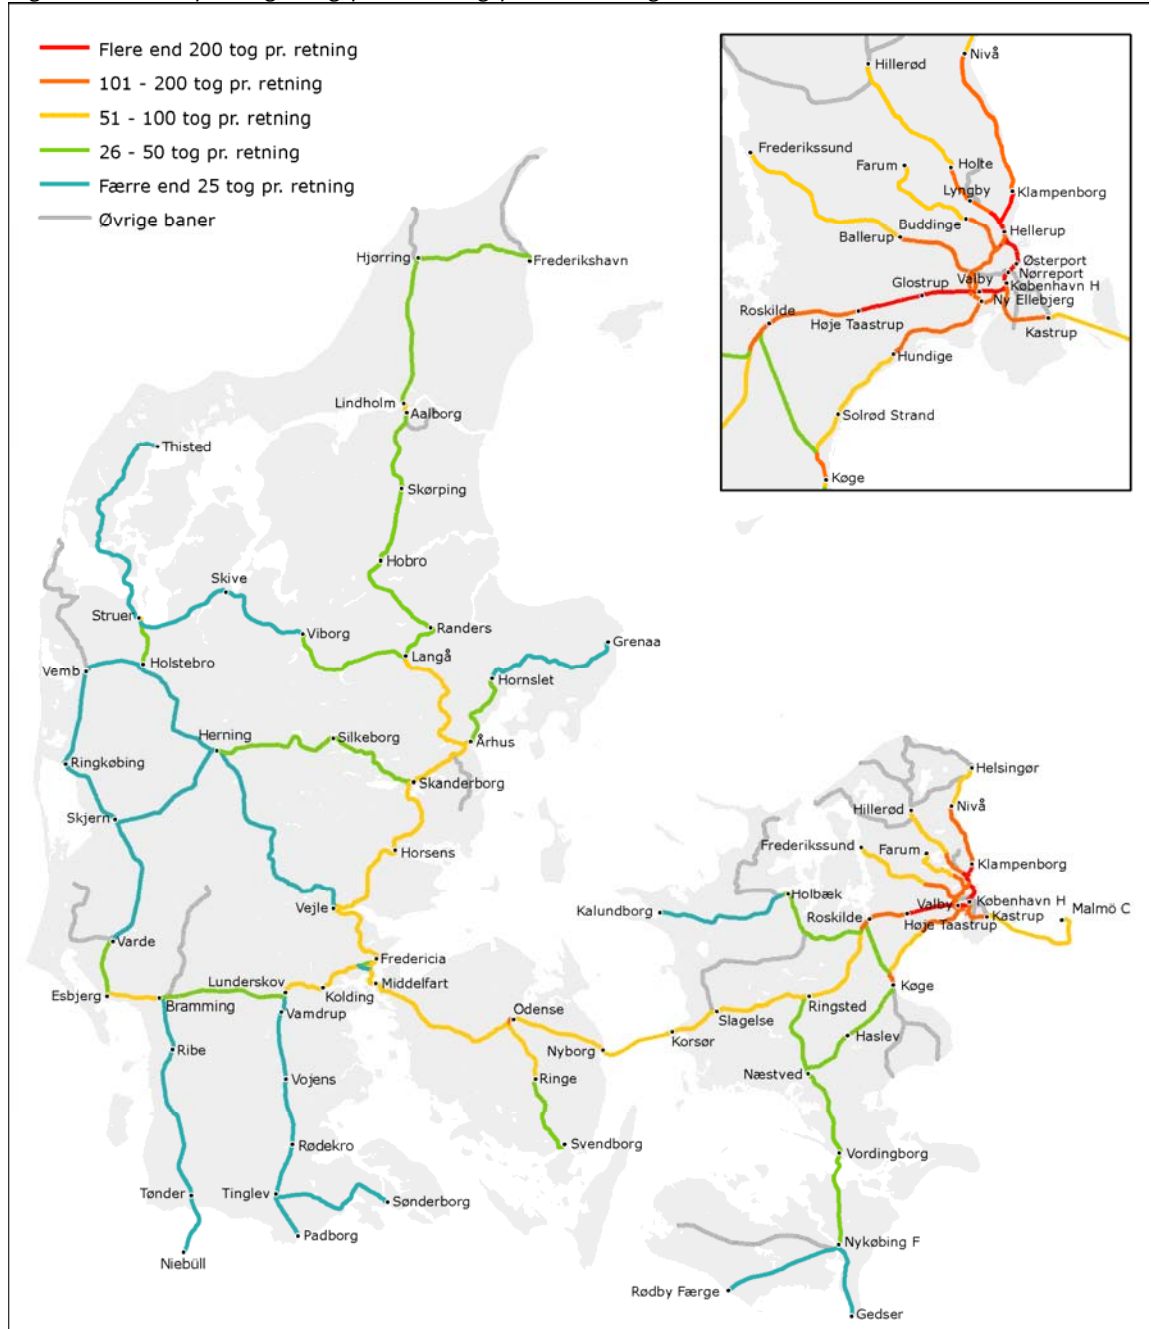 Flere end 200 tog pr. retning
101 - 200 tog pr. retning
51 - 100 tog pr. retning
26 - 50 tog pr. retning
Færre end 25 tog pr. retning
Øvrige baner
Nivå
Hillerød
Frederikssund
Farum
Holte
Lyngby
Klampenborg
Buddinge
Ballerup
Hellerup
Østerport
Nørreport
Valby
København H
Glostrup
Ny Ellebjerg
Roskilde
Høje Taastrup
Kastrup
Hundige
Solrød Strand
Køge
Hjørring
Frederikshavn
Lindholm
Aalborg
Thisted
Skørping
Hobro
Skive
Struer
Viborg
Randers
Grenaa
Langå
Holstebro
Vemb
Hornslet
Herning
Silkeborg
Århus
Ringkøbing
Skanderborg
Skjern
Horsens
Vejle
Varde
Fredericia
Lunderskov
Middelfart
Kolding
Esbjerg
Bramming
Vamdrup
Odense
Ribe
Nyborg
Korsør
Slagelse
Ringsted
Vojens
Ringe
Rødekro
Svendborg
Tønder
Tinglev
Sønderborg
Padborg
Niebüll
Helsingør
Hillerød
Nivå
Frederikssund
Farum
Klampenborg
Holbæk
Kalundborg
Valby
København H
Roskilde
Malmö C
Kastrup
Høje Taastrup
Køge
Haslev
Næstved
Vordingborg
Nykøbing F
Rødby Færge
Gedser